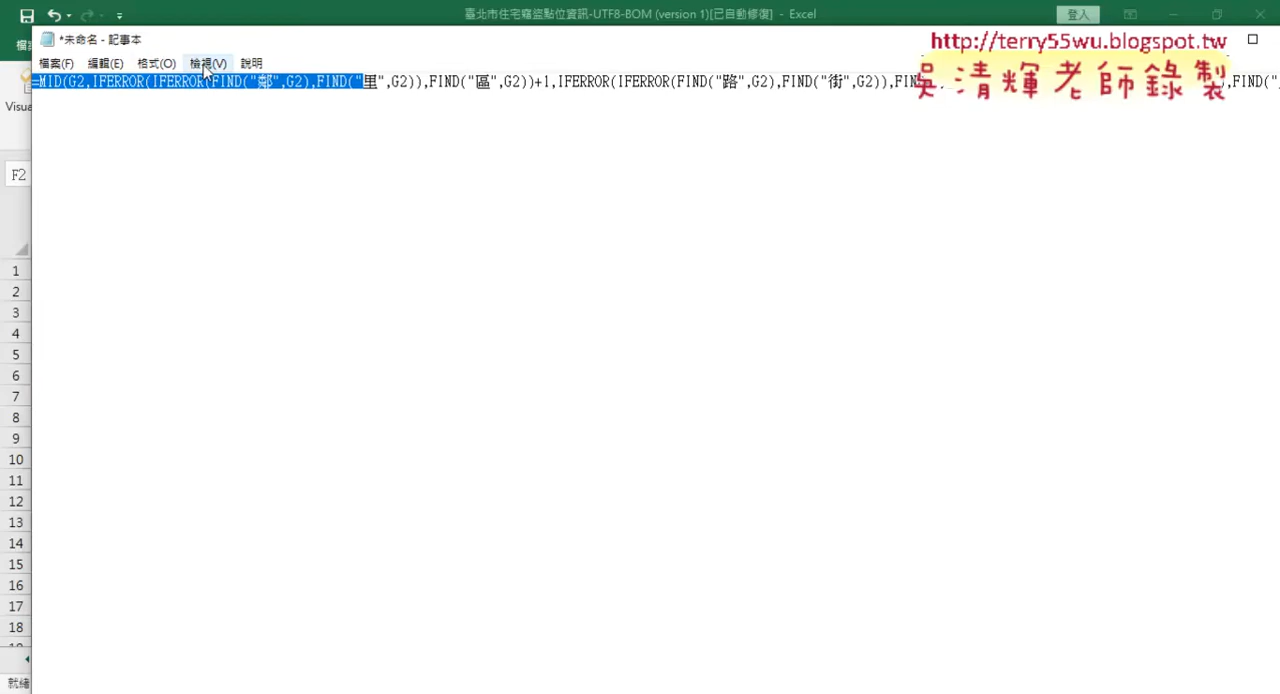 臺北市住宅竊盜點位資訊-UTF8-BOM (version 1)[已自動修復] - Excel
登入
*未命名 - 記事本
http://terry55wu.blogspot.tw
吳清輝老師錄製
檔案(F) 編輯(E) 格式(O) 檢視(V) 說明
=MID(G2,IFERROR(IFERROR(FIND("鄰",G2),FIND("里",G2)),FIND("區",G2))+1,IFERROR(IFERROR(FIND("路",G2),FIND("街",G2)),FIN
),FIND("
檔
Visua
F2
1
2
3
4
5
6
7
8
9
10
11
12
13
14
15
16
17
18
就緒